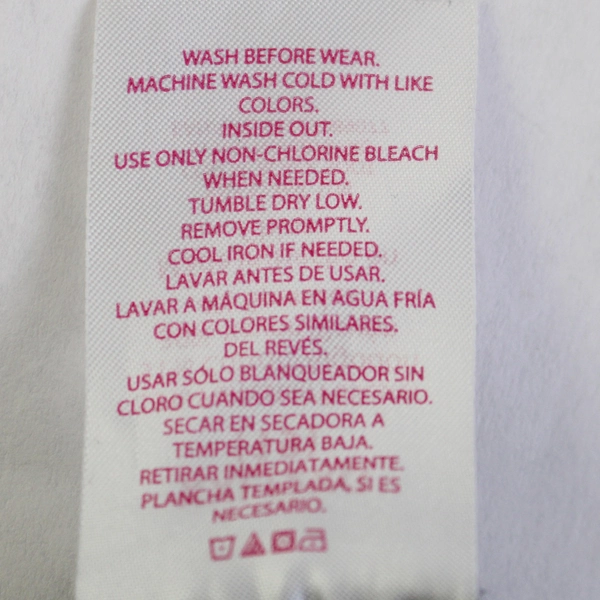 WASH BEFORE WEAR.
MACHINE WASH COLD WITH LIKE
COLORS.
INSIDE OUT.
USE ONLY NON-CHLORINE BLEACH
WHEN NEEDED.
TUMBLE DRY LOW.
REMOVE PROMPTLY.
COOL IRON IF NEEDED.
LAVAR ANTES DE USAR.
LAVAR A MÁQUINA EN AGUA FRÍA
CON COLORES SIMILARES.
DEL REVÉS.
USAR SÓLO BLANQUEADOR SIN
CLORO CUANDO SEA NECESARIO.
SECAR EN SECADORA A
TEMPERATURA BAJA.
RETIRAR INMEDIATAMENTE.
PLANCHA TEMPLADA, SI ES
NECESARIO.